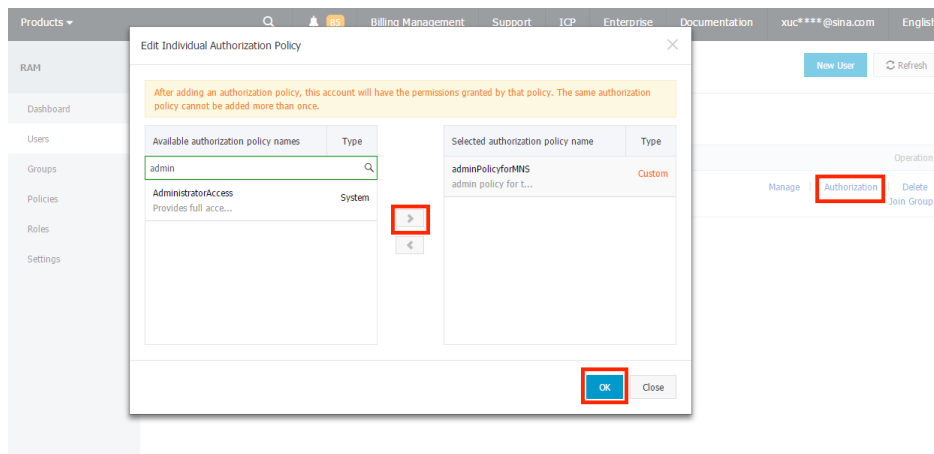 Products 85 Billing Management Support ICP Enterprise Documentation xuc****@sina.com English
RAM
Dashboard
Users
Groups
Policies
Roles
Settings
New User Refresh
Operation
Manage Authorization Delete
Join Group
Edit Individual Authorization Policy
After adding an authorization policy, this account will have the permissions granted by that policy. The same authorization
policy cannot be added more than once.
Available authorization policy names Type
admin
AdministratorAccess System
Provides full acce...
Selected authorization policy name Type
adminPolicyforMNS Custom
admin policy for t...
OK Close